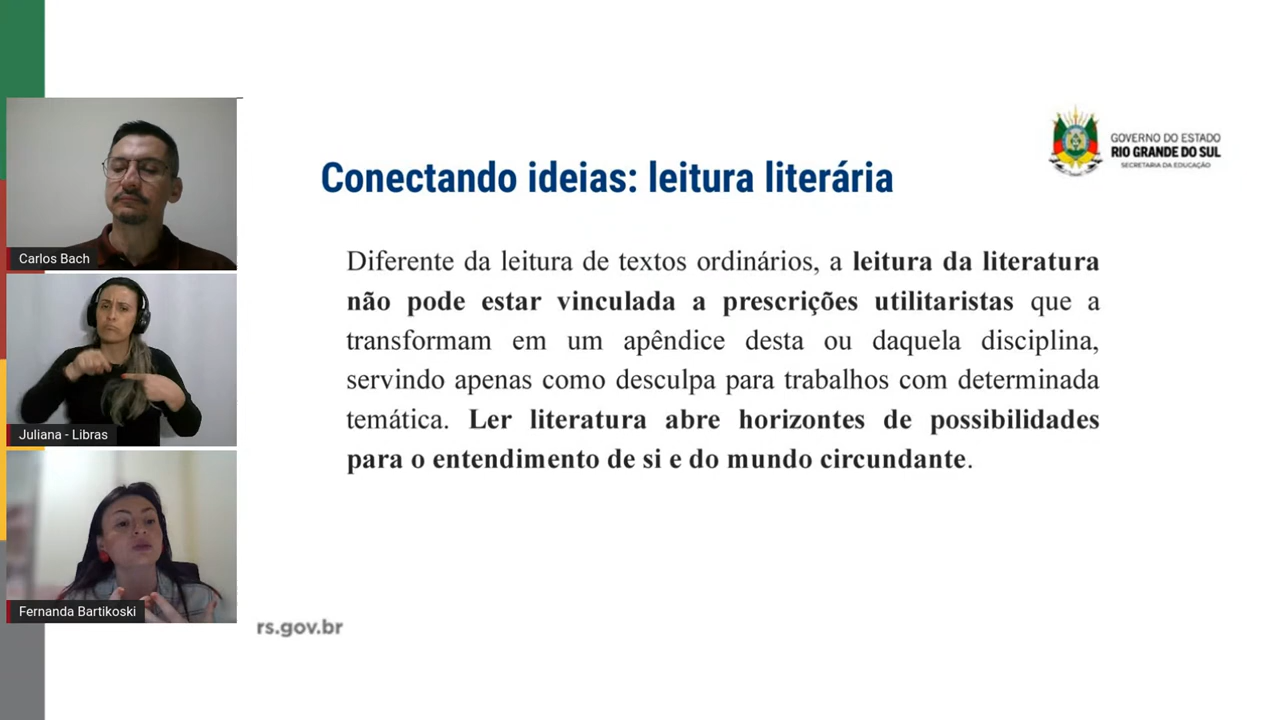 GOVERNO DO ESTADO
RIO GRANDE DO SUL
SECRETARIA DA EDUCAÇÃO
Conectando ideias: leitura literária
Diferente da leitura de textos ordinários, a leitura da literatura
não pode estar vinculada a prescrições utilitaristas que a
transformam em um apêndice desta ou daquela disciplina,
servindo apenas como desculpa para trabalhos com determinada
temática. Ler literatura abre horizontes de possibilidades
para o entendimento de si e do mundo circundante.
Carlos Bach
Juliana - Libras
Fernanda Bartikoski
rs.gov.br